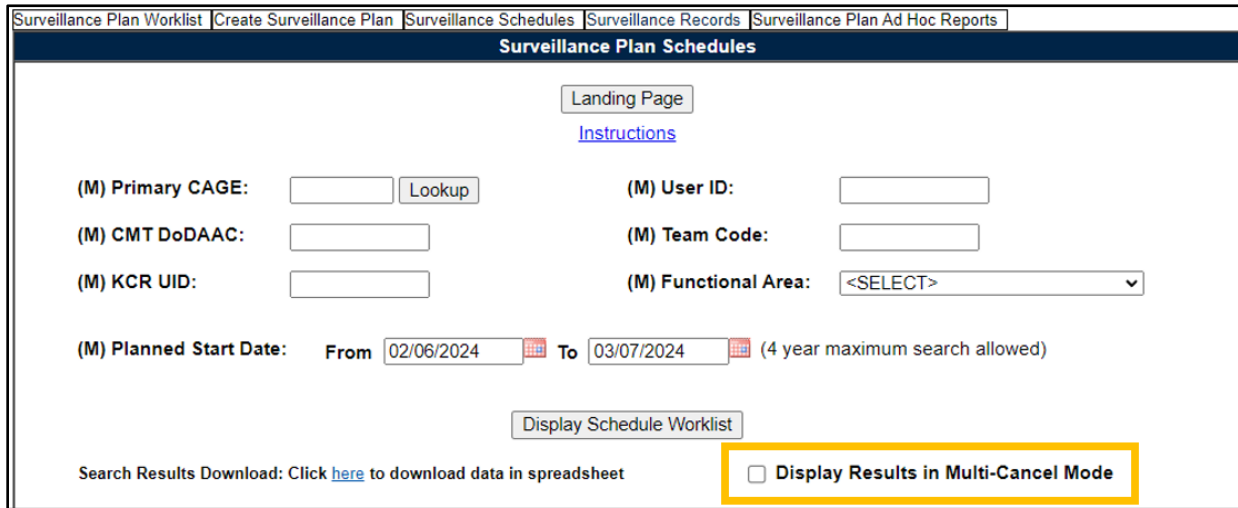 Surveillance Plan Worklist Create Surveillance Plan Surveillance Schedules Surveillance Records Surveillance Plan Ad Hoc Reports
Surveillance Plan Schedules
Landing Page
Instructions
(M) Primary CAGE: Lookup (M) User ID:
(M) CMT DoDAAC: (M) Team Code:
(M) KCR UID: (M) Functional Area: <SELECT>
(M) Planned Start Date: From 02/06/2024 To 03/07/2024 (4 year maximum search allowed)
Display Schedule Worklist
Search Results Download: Click here to download data in spreadsheet Display Results in Multi-Cancel Mode